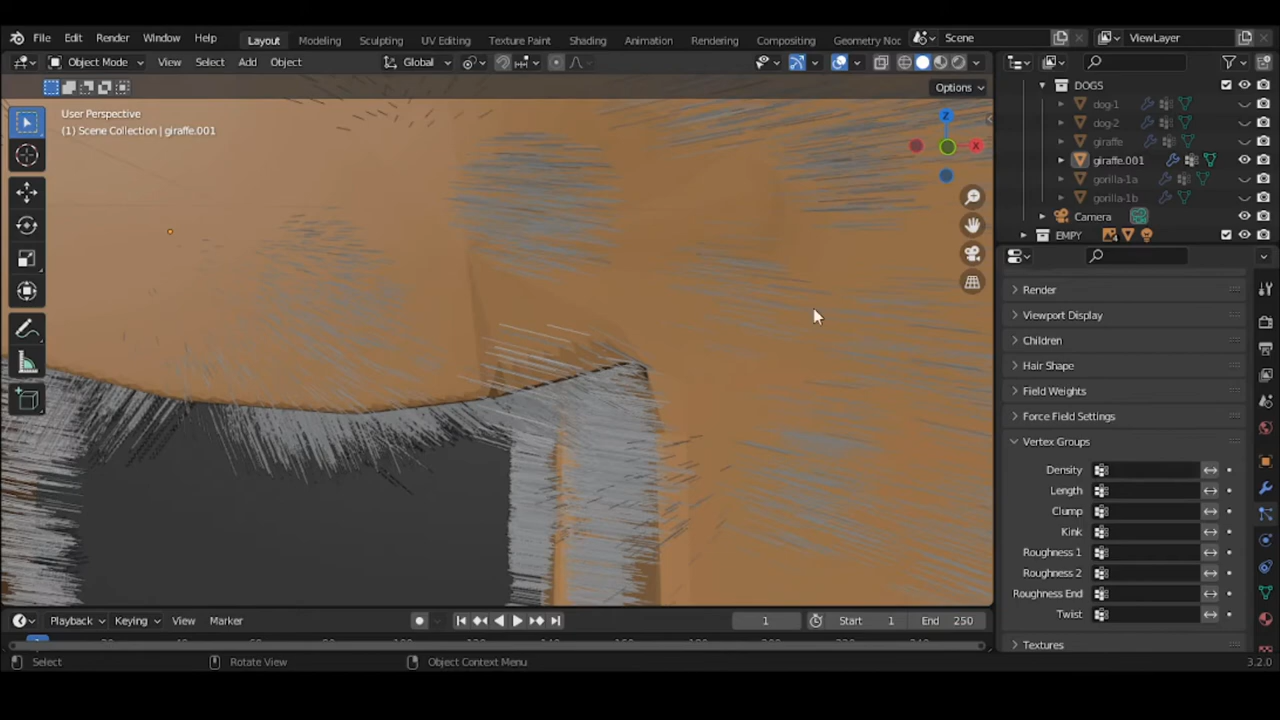 File Edit Render Window Help Layout Modeling Sculpting UV Editing Texture Paint Shading Animation Rendering Compositing Geometry Noc Scene ViewLayer
Object Mode View Select Add Object Global
Options
User Perspective
(1) Scene Collection | giraffe.001
Z
X
DOGS
dog-1
dog-2
giraffe
giraffe.001
gorilla-1a
gorilla-1b
Camera
EMPY 4
Render
Viewport Display
Children
Hair Shape
Field Weights
Force Field Settings
Vertex Groups
Density
Length
Clump
Kink
Roughness 1
Roughness 2
Roughness End
Twist
Textures
Playback Keying View Marker 1 Start 1 End 250
Select Rotate View Object Context Menu 3.2.0